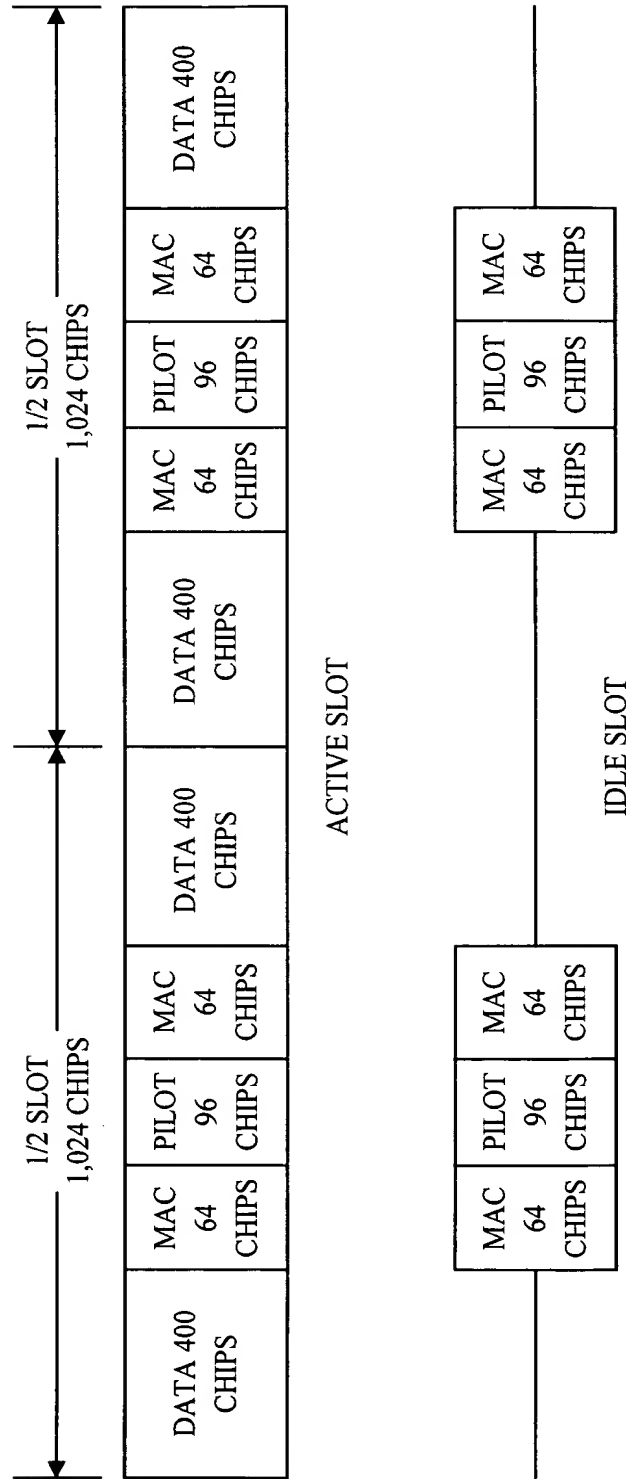 1/2 SLOT
1,024 CHIPS
1/2 SLOT
1,024 CHIPS
DATA 400
CHIPS
MAC
64
CHIPS
PILOT
96
CHIPS
MAC
64
CHIPS
DATA 400
CHIPS
DATA 400
CHIPS
MAC
64
CHIPS
PILOT
96
CHIPS
MAC
64
CHIPS
DATA 400
CHIPS
ACTIVE SLOT
MAC
64
CHIPS
PILOT
96
CHIPS
MAC
64
CHIPS
MAC
64
CHIPS
PILOT
96
CHIPS
MAC
64
CHIPS
IDLE SLOT